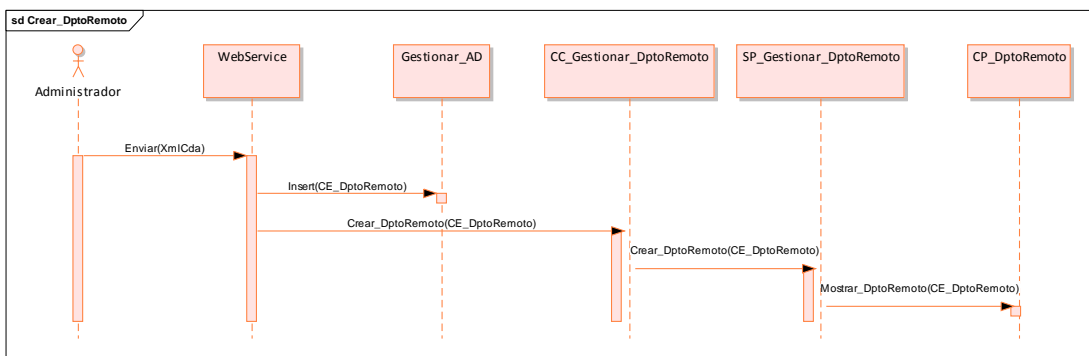 sd Crear_DptoRemoto
WebService
Gestionar_AD
CC_Gestionar_DptoRemoto
SP_Gestionar_DptoRemoto
CP_DptoRemoto
Administrador
Enviar(XmlCda)
Insert(CE_DptoRemoto)
Crear_DptoRemoto(CE_DptoRemoto)
Crear_DptoRemoto(CE_DptoRemoto)
Mostrar_DptoRemoto(CE_DptoRemoto)